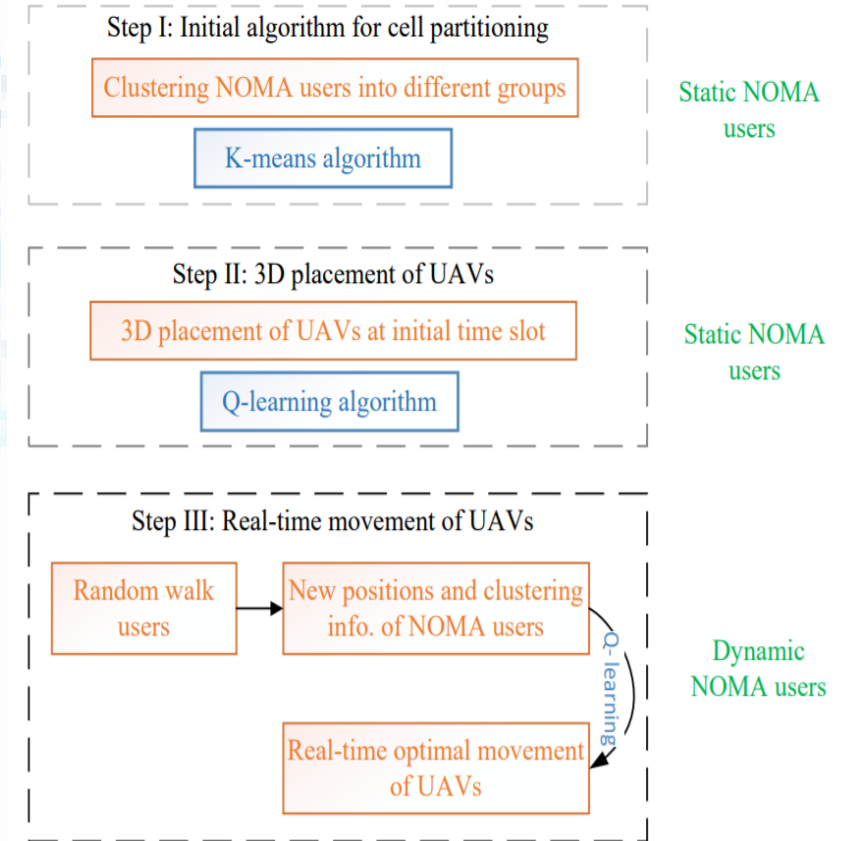 Step I: Initial algorithm for cell partitioning
Clustering NOMA users into different groups
K-means algorithm
Static NOMA
users
Step II: 3D placement of UAVs
3D placement of UAVs at initial time slot
Q-learning algorithm
Static NOMA
users
Step III: Real-time movement of UAVs
Random walk
users
New positions and clustering
info. of NOMA users
Q- learning
Real-time optimal movement
of UAVs
Dynamic
NOMA users